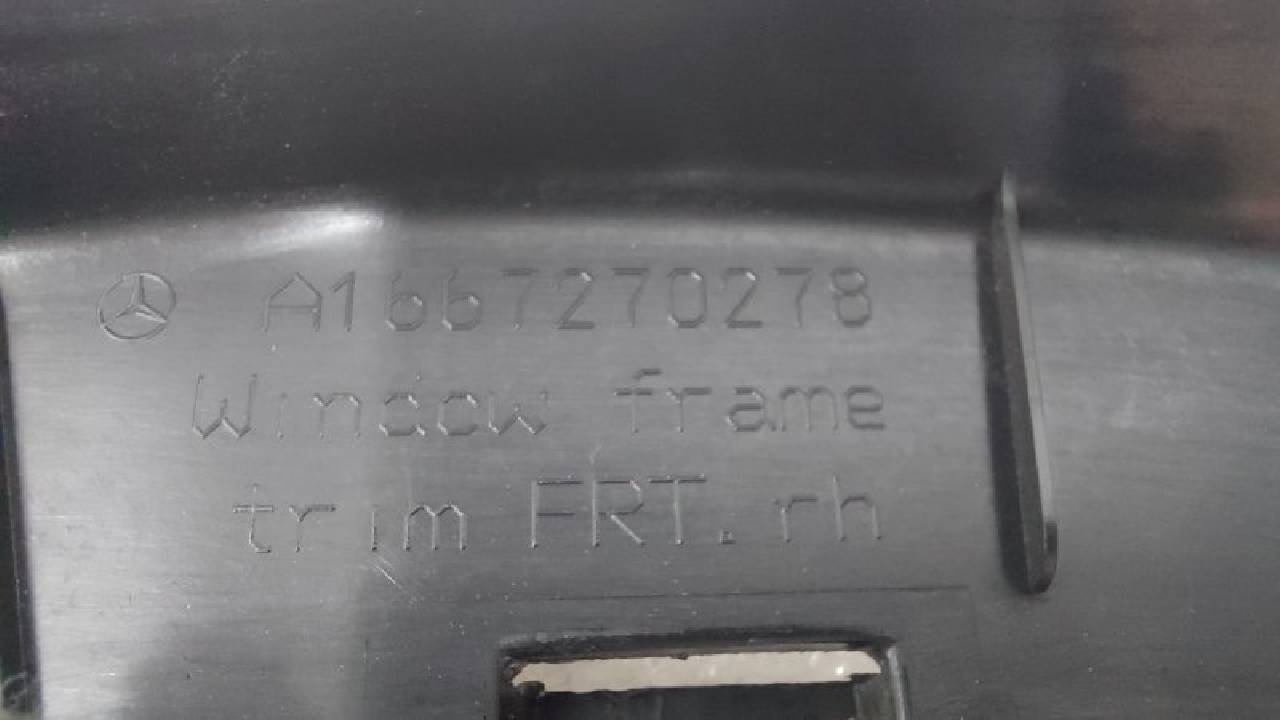 A1667270278
Window frame
trim FRT. rh